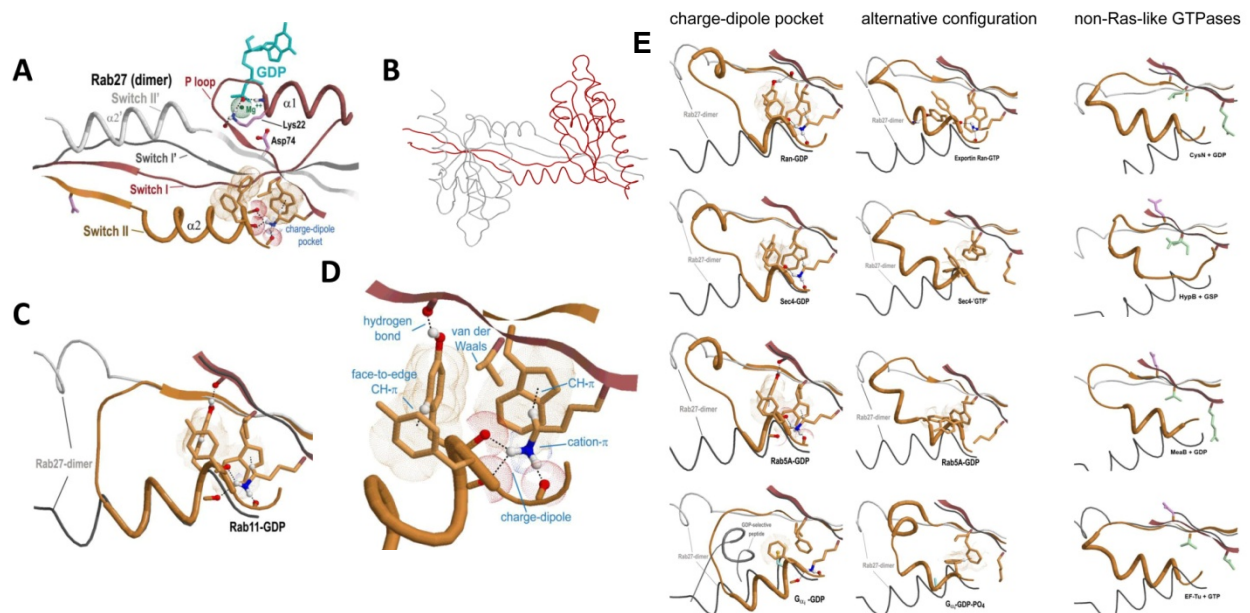 A
Rab27 (dimer)
Switch II'
α2'
Switch I'
Switch I
Switch II
α2
P loop
GDP
Mg
++
α1
Lys22
Asp74
charge-dipole
pocket
B
C
Rab27-dimer
Rab11-GDP
D
hydrogen
bond
van der
Waals
face-to-edge
CH-π
CH-π
cation-π
charge-dipole
E
charge-dipole pocket
alternative configuration
non-Ras-like GTPases
Rab27-dimer
Ran-GDP
Rab27-dimer
Exportin Ran-GTP
CysN + GDP
Rab27-dimer
Sec4-GDP
Rab27-dimer
Sec4-'GTP'
HypB + GSP
Rab27-dimer
Rab5A-GDP
Rab27-dimer
Rab5A-GDP
MeaB + GDP
Rab27-dimer
GDP-selective
peptide
Rab27-dimer
EF-Tu + GTP